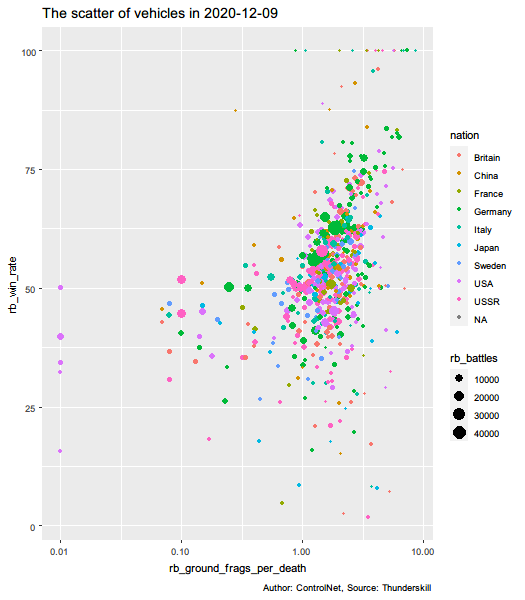 The scatter of vehicles in 2020-12-09
100
75
50
25
0
rb_win_rate
0.01
0.10
1.00
10.00
rb_ground_frags_per_death
nation
Britain
China
France
Germany
Italy
Japan
Sweden
USA
USSR
NA
rb_battles
10000
20000
30000
40000
Author: ControlNet, Source: Thunderskill